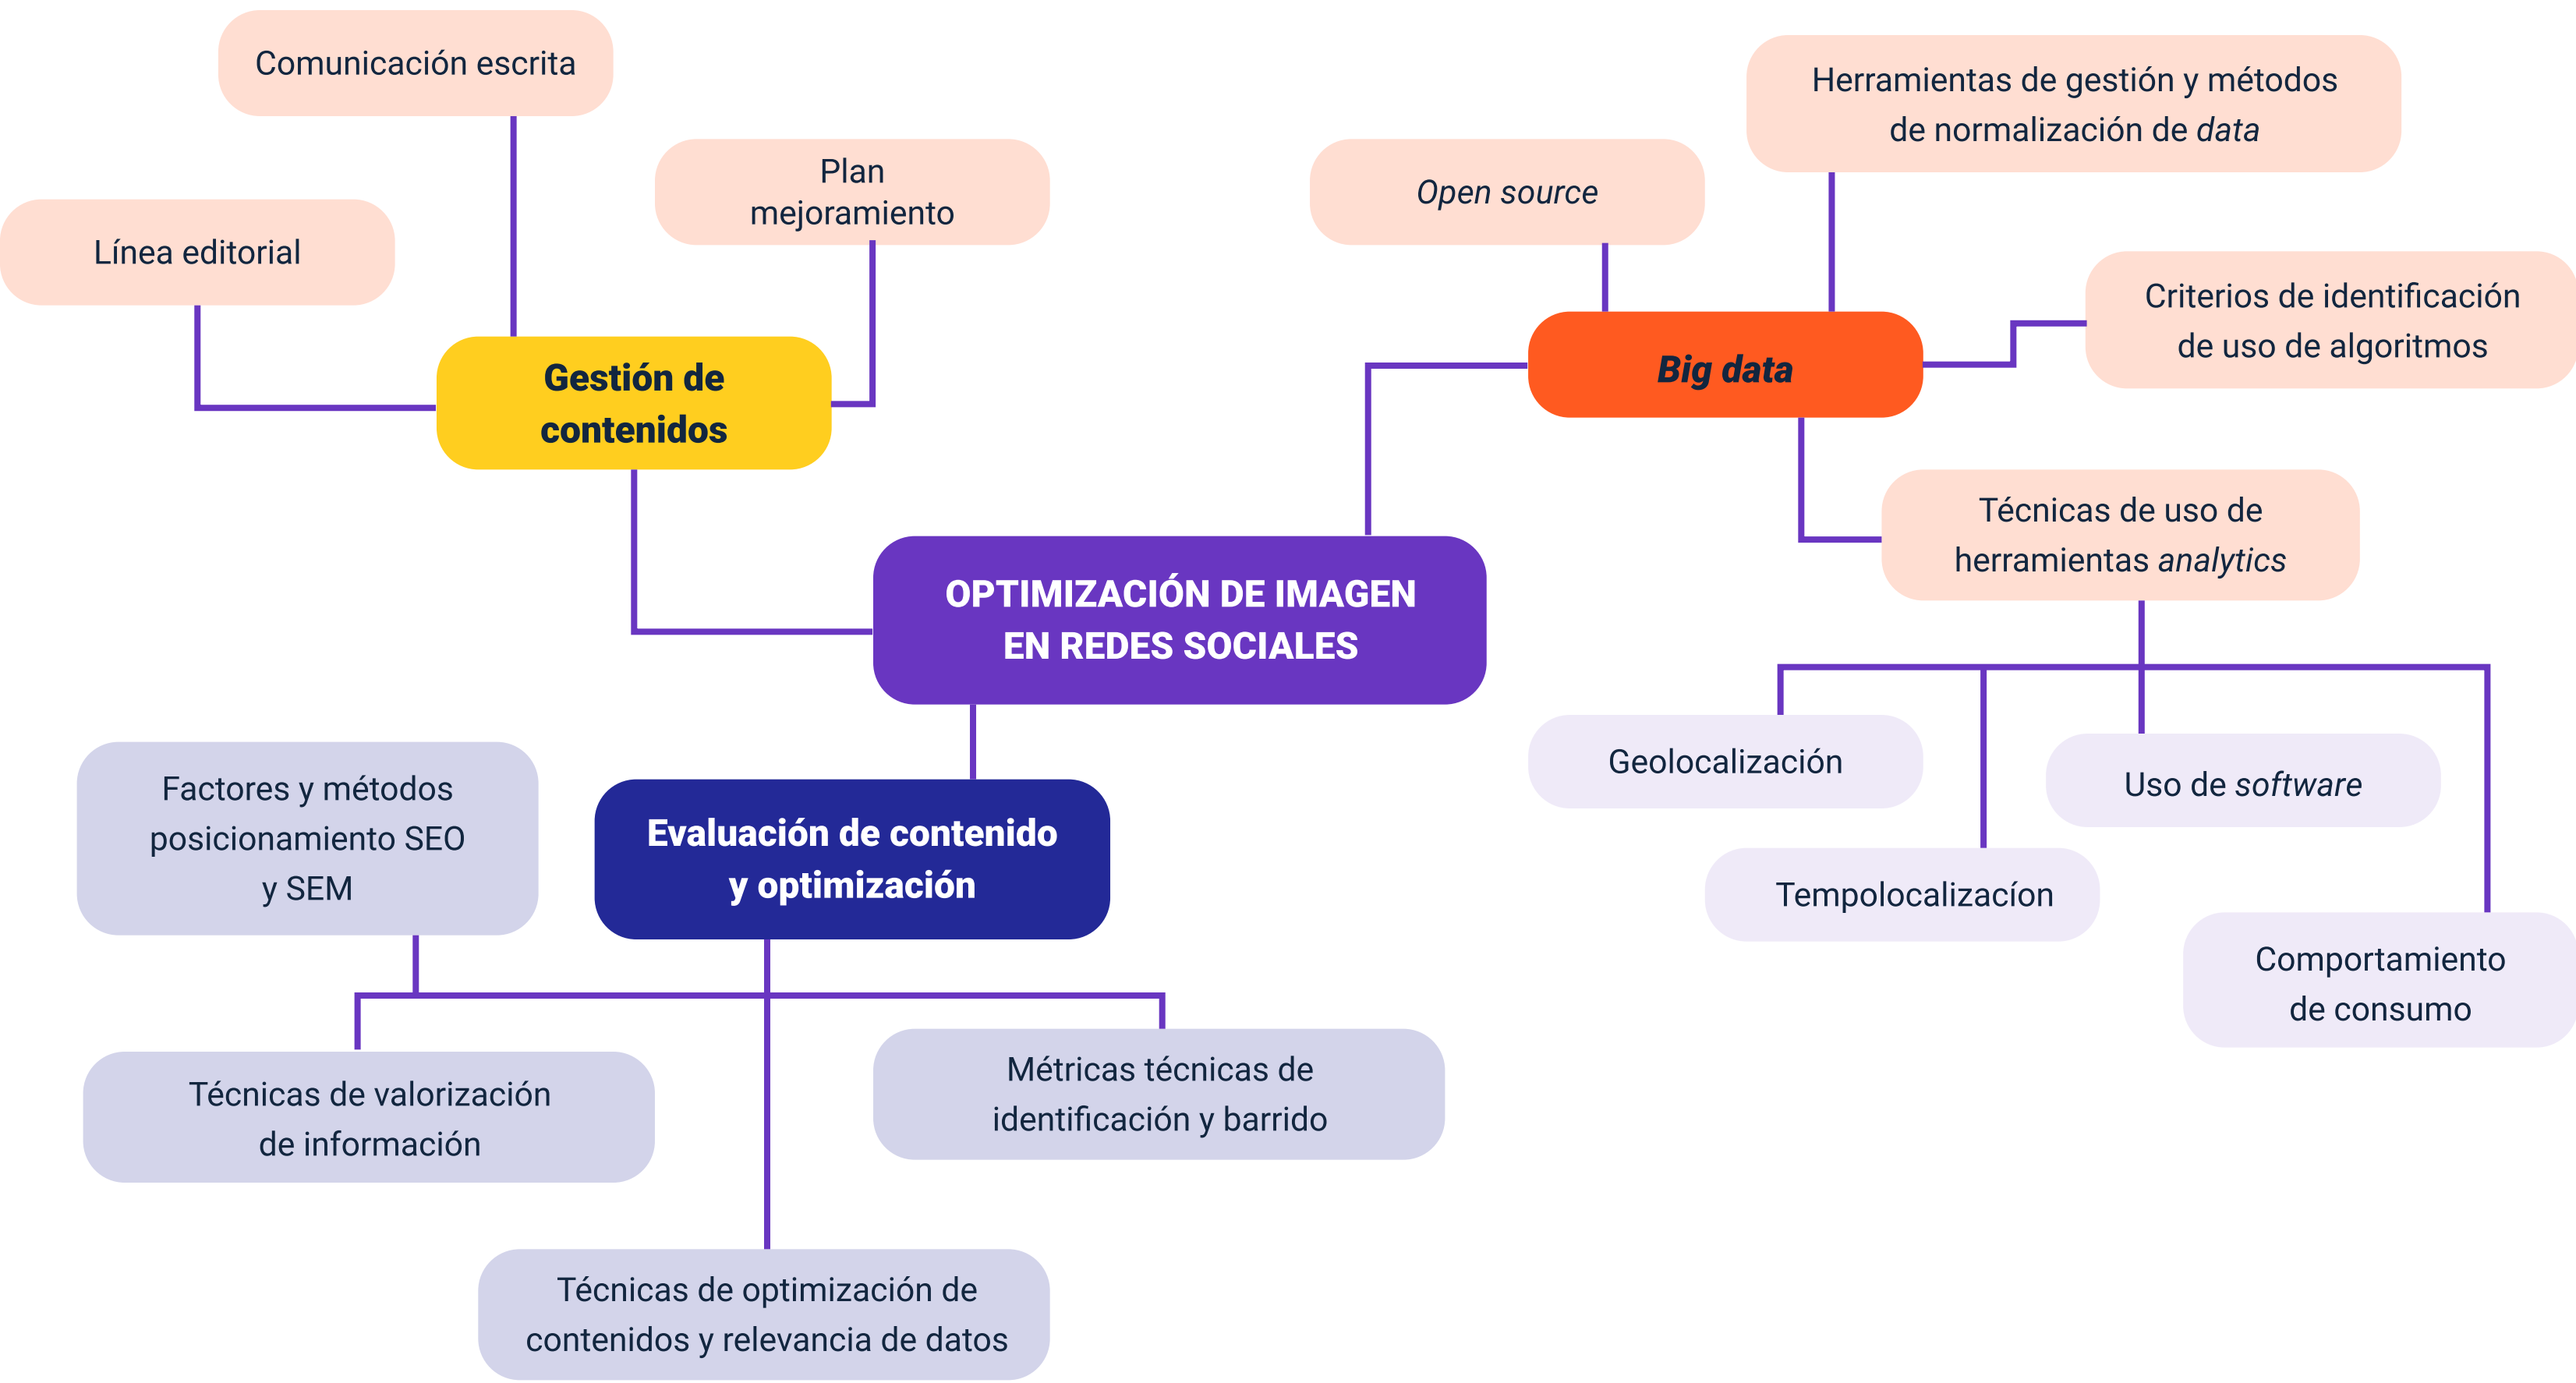 Comunicación escrita
Línea editorial
Plan
mejoramiento
Gestión de
contenidos
Open source
Herramientas de gestión y métodos
de normalización de data
Big data
Criterios de identificación
de uso de algoritmos
Técnicas de uso de
herramientas analytics
OPTIMIZACIÓN DE IMAGEN
EN REDES SOCIALES
Geolocalización
Uso de software
Tempolocalizacíon
Comportamiento
de consumo
Factores y métodos
posicionamiento SEO
y SEM
Evaluación de contenido
y optimización
Técnicas de valorización
de información
Métricas técnicas de
identificación y barrido
Técnicas de optimización de
contenidos y relevancia de datos